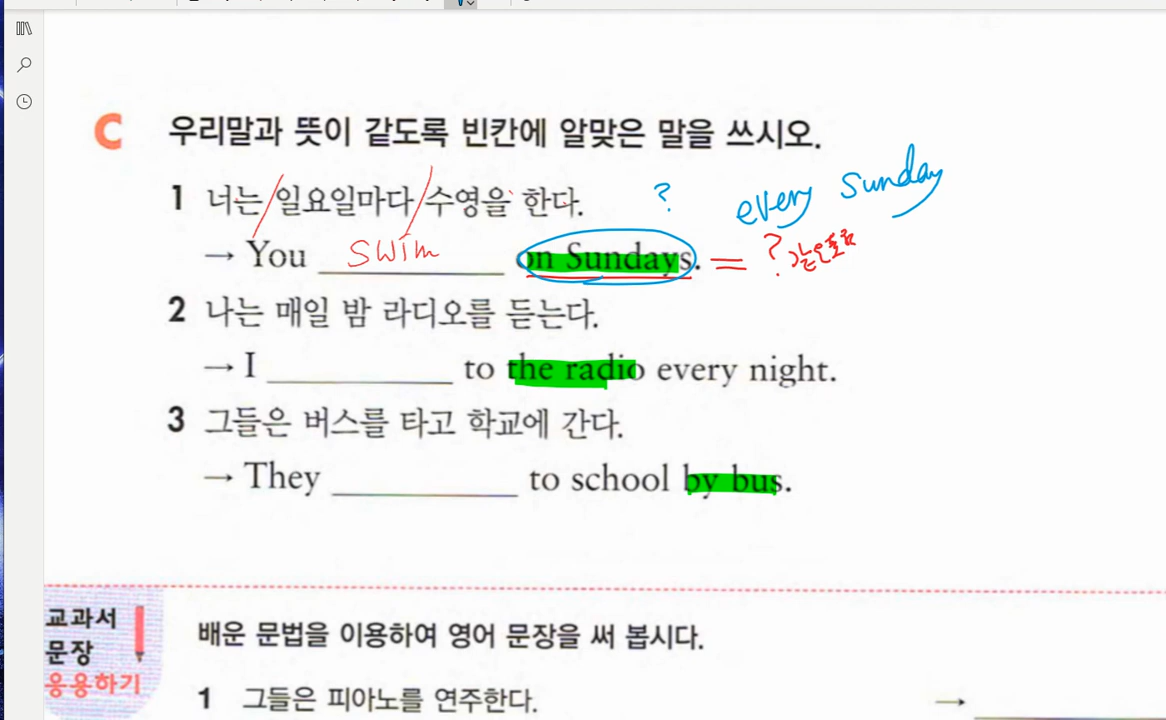 C 우리말과 뜻이 같도록 빈칸에 알맞은 말을 쓰시오.
1 너는/일요일마다/수영을 한다. ? every Sunday
→ You swim on Sundays. = ?
2 나는 매일 밤 라디오를 듣는다.
→ I ____________ to the radio every night.
3 그들은 버스를 타고 학교에 간다.
→ They ____________ to school by bus.
교과서
문장
응용하기
배운 문법을 이용하여 영어 문장을 써 봅시다.
1 그들은 피아노를 연주한다. →